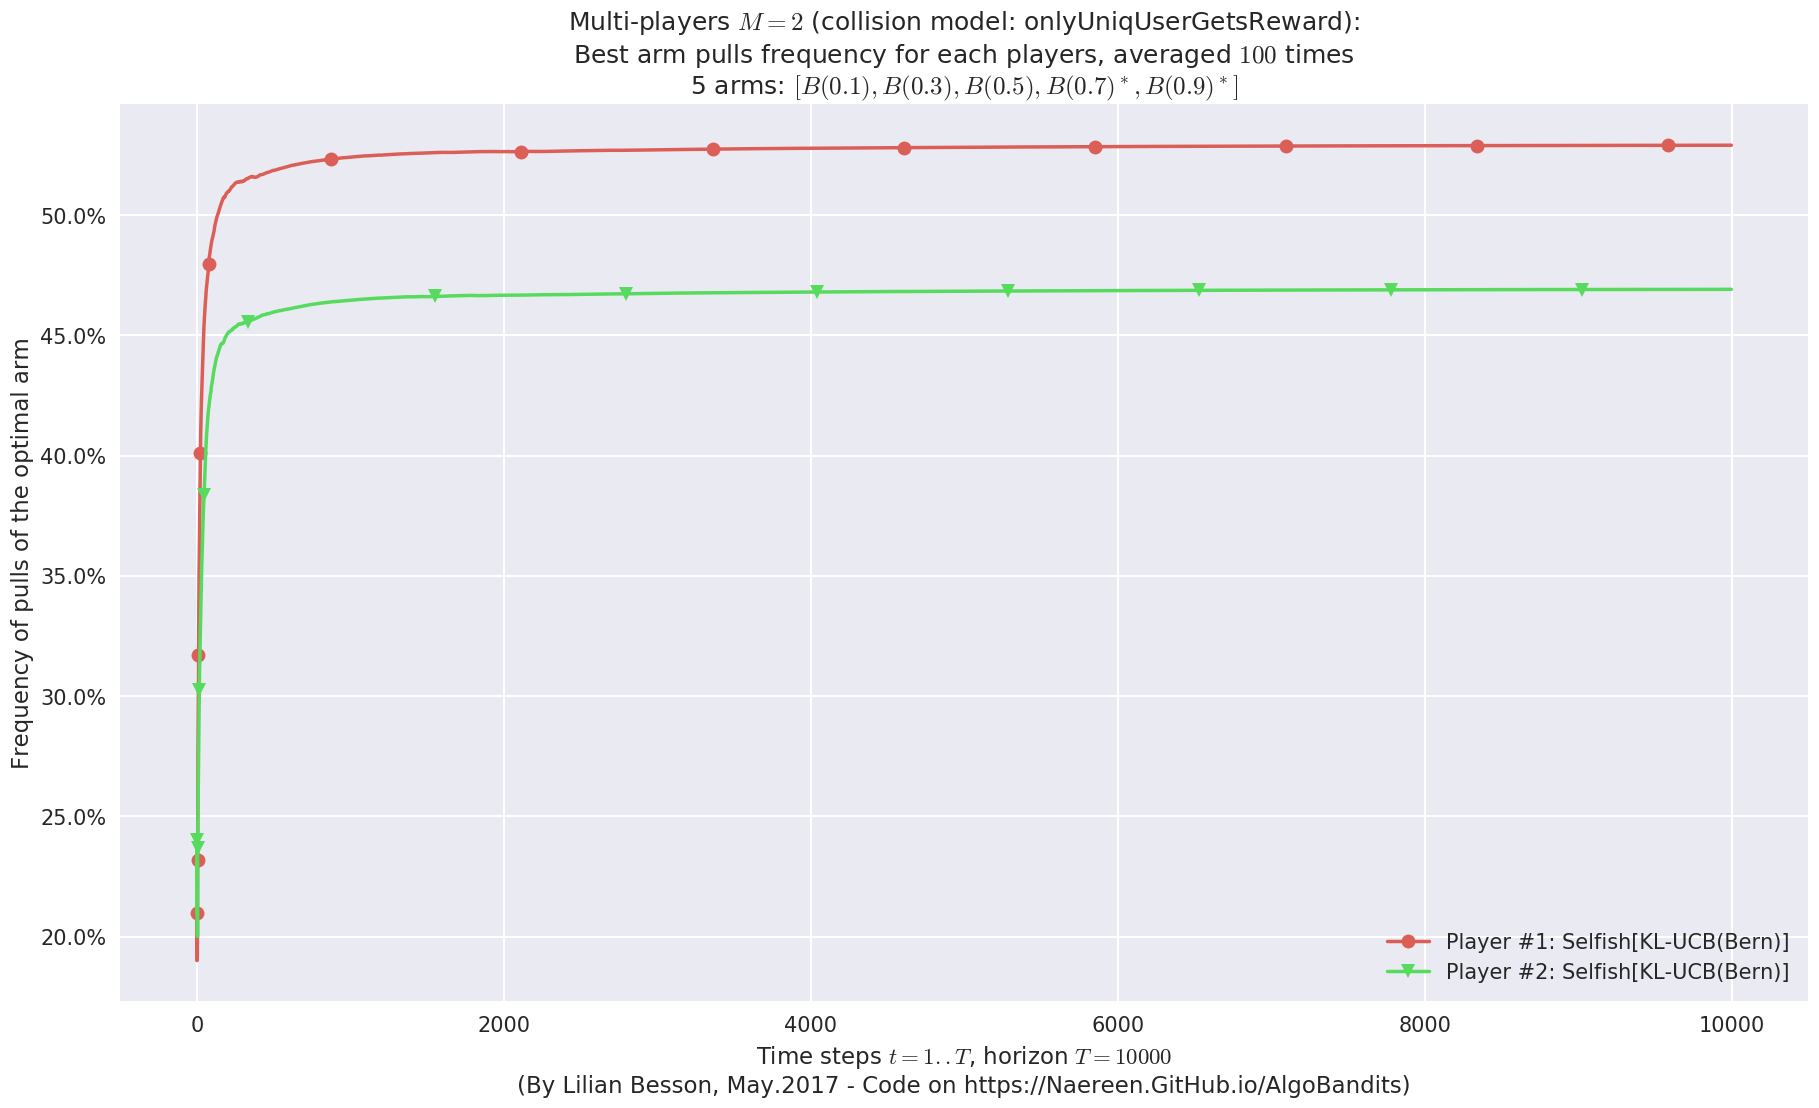 Multi-players M = 2 (collision model: onlyUniqUserGetsReward):
Best arm pulls frequency for each players, averaged 100 times
5 arms: [B(0.1), B(0.3), B(0.5), B(0.7)*, B(0.9)*]
Frequency of pulls of the optimal arm
50.0%
45.0%
40.0%
35.0%
30.0%
25.0%
20.0%
Player #1: Selfish[KL-UCB(Bern)]
Player #2: Selfish[KL-UCB(Bern)]
0 2000 4000 6000 8000 10000
Time steps t = 1..T, horizon T = 10000
(By Lilian Besson, May.2017 - Code on https://Naereen.GitHub.io/AlgoBandits)